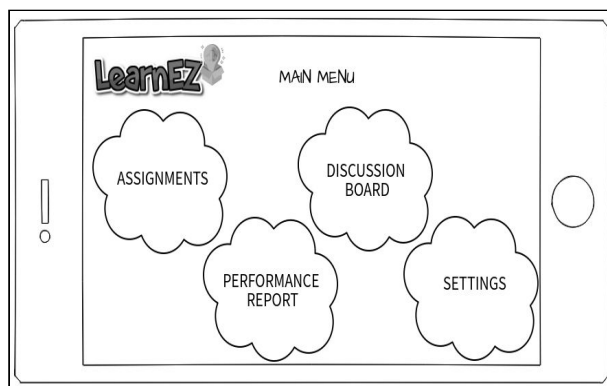 LearnEZ
MAIN MENU
ASSIGNMENTS
DISCUSSION
BOARD
PERFORMANCE
REPORT
SETTINGS